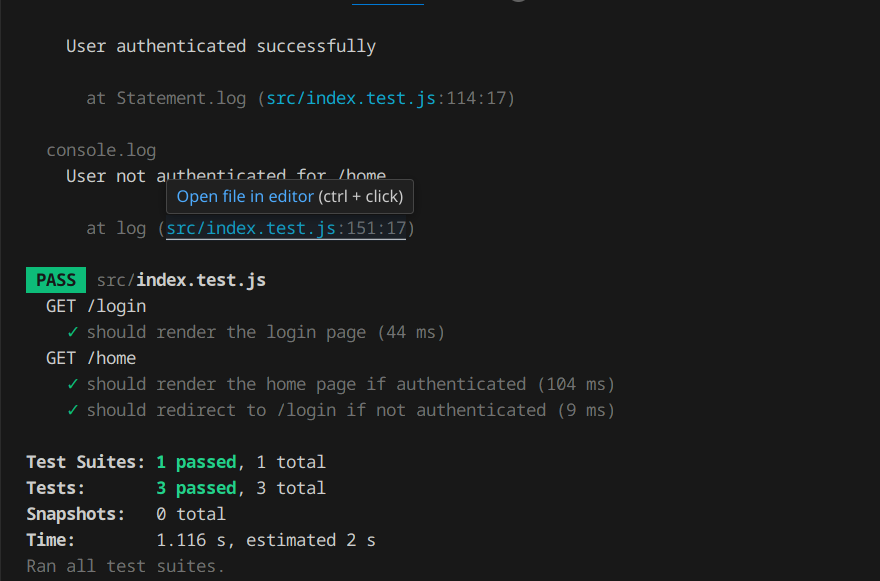 User authenticated successfully
at Statement.log (src/index.test.js:114:17)
console.log
User not authenticated for /home
Open file in editor (ctrl + click)
at log (src/index.test.js:151:17)
PASS src/index.test.js
GET /login
✓ should render the login page (44 ms)
GET /home
✓ should render the home page if authenticated (104 ms)
✓ should redirect to /login if not authenticated (9 ms)
Test Suites: 1 passed, 1 total
Tests: 3 passed, 3 total
Snapshots: 0 total
Time: 1.116 s, estimated 2 s
Ran all test suites.